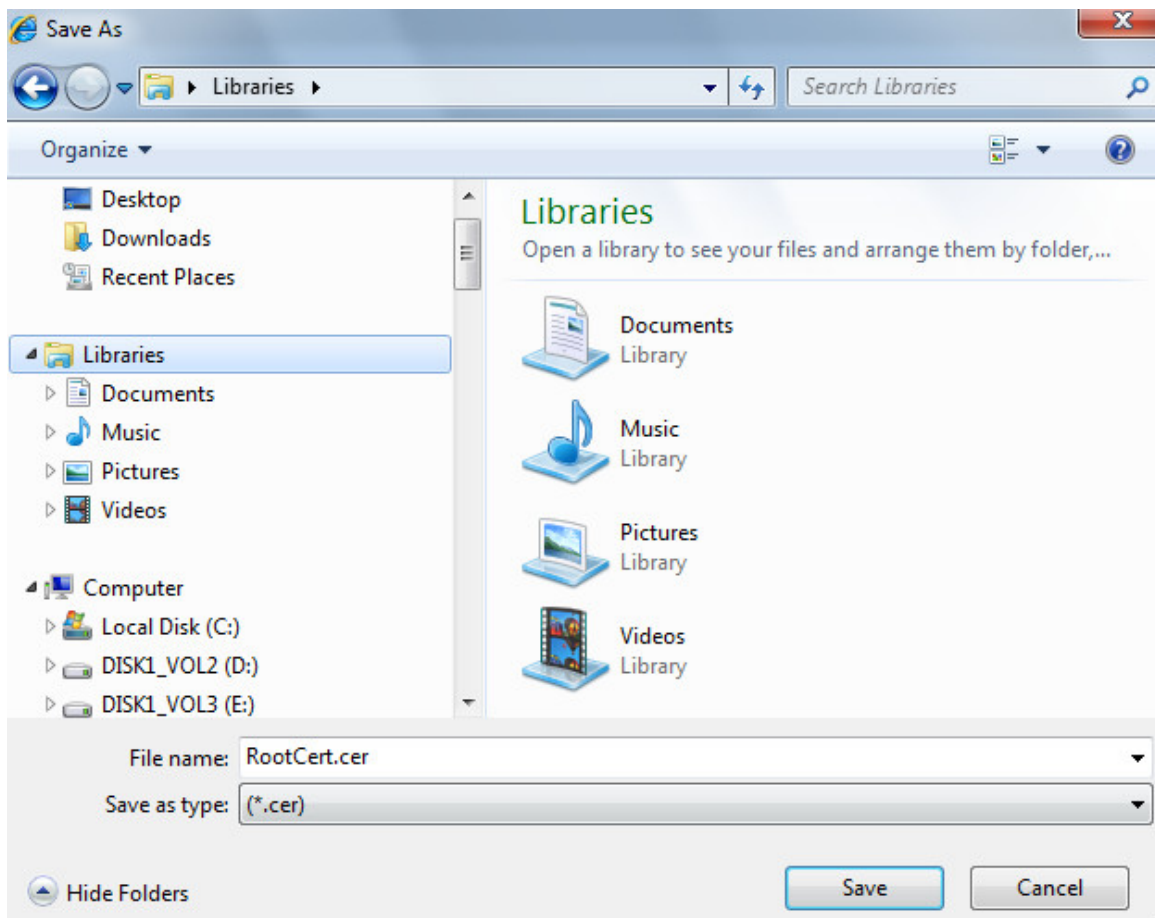 Save As
Libraries
Search Libraries
Organize
Desktop
Downloads
Recent Places
Libraries
Documents
Music
Pictures
Videos
Computer
Local Disk (C:)
DISK1_VOL2 (D:)
DISK1_VOL3 (E:)
Libraries
Open a library to see your files and arrange them by folder,...
Documents
Library
Music
Library
Pictures
Library
Videos
Library
File name: RootCert.cer
Save as type: (*.cer)
Hide Folders Save Cancel